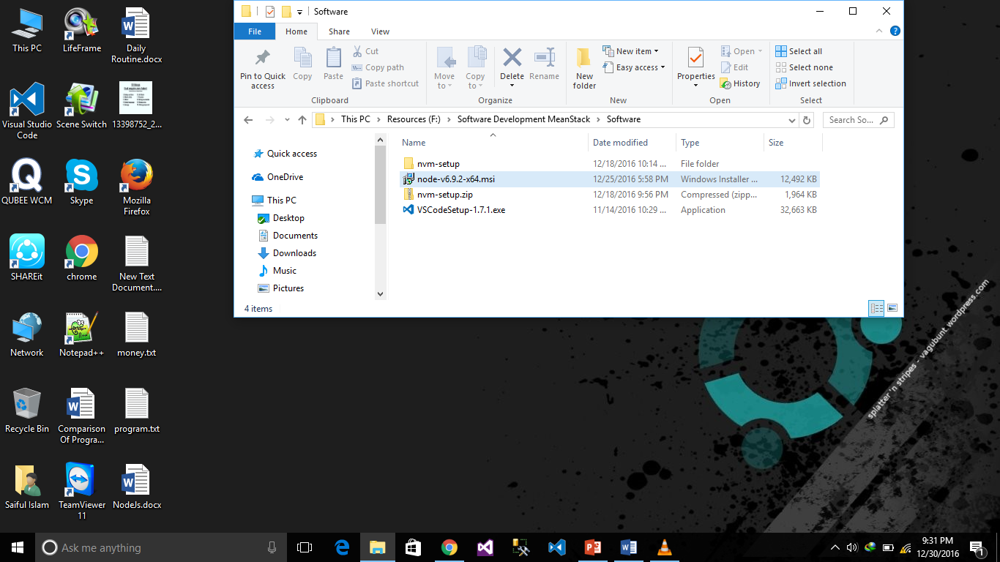 This PC
LifeFrame
Daily
Routine.docx
Visual Studio
Code
Scene Switch
13398752_2...
QUBEE WCM
Skype
Mozilla
Firefox
SHAREit
chrome
New Text
Document....
Network
Notepad++
money.txt
Recycle Bin
Comparison
Of Progra...
program.txt
Saiful Islam
TeamViewer
11
NodeJs.docx
Software
File
Home
Share
View
Pin to Quick
access
Copy
Paste
Cut
Copy path
Paste shortcut
Clipboard
Move
to
Copy
to
Delete
Rename
Organize
New
folder
New item
Easy access
New
Properties
Open
Edit
History
Open
Select all
Select none
Invert selection
Select
This PC
Resources (F:)
Software Development MeanStack
Software
Search So...
Quick access
OneDrive
This PC
Desktop
Documents
Downloads
Music
Pictures
Name Date modified Type Size
nvm-setup 12/18/2016 10:14 ... File folder
node-v6.9.2-x64.msi 12/25/2016 5:58 PM Windows Installer ... 12,492 KB
nvm-setup.zip 12/18/2016 9:56 PM Compressed (zipp... 1,964 KB
VSCodeSetup-1.7.1.exe 11/14/2016 10:29 ... Application 32,663 KB
4 items
splatter 'n stripes - vagubunt.wordpress.com
Ask me anything
9:31 PM
12/30/2016
1